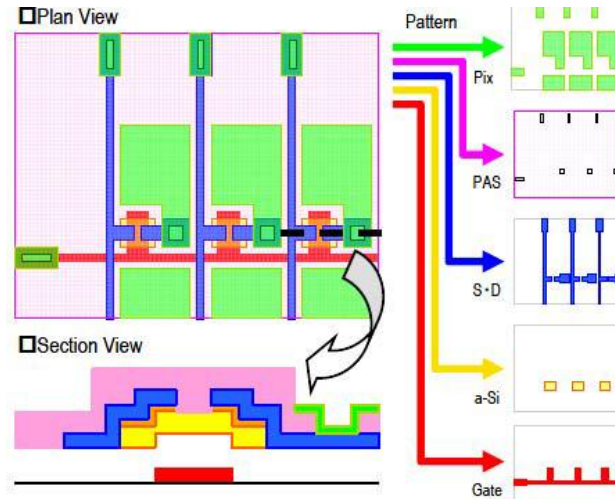 Plan View
Pattern
Pix
PAS
S・D
Section View
a-Si
Gate